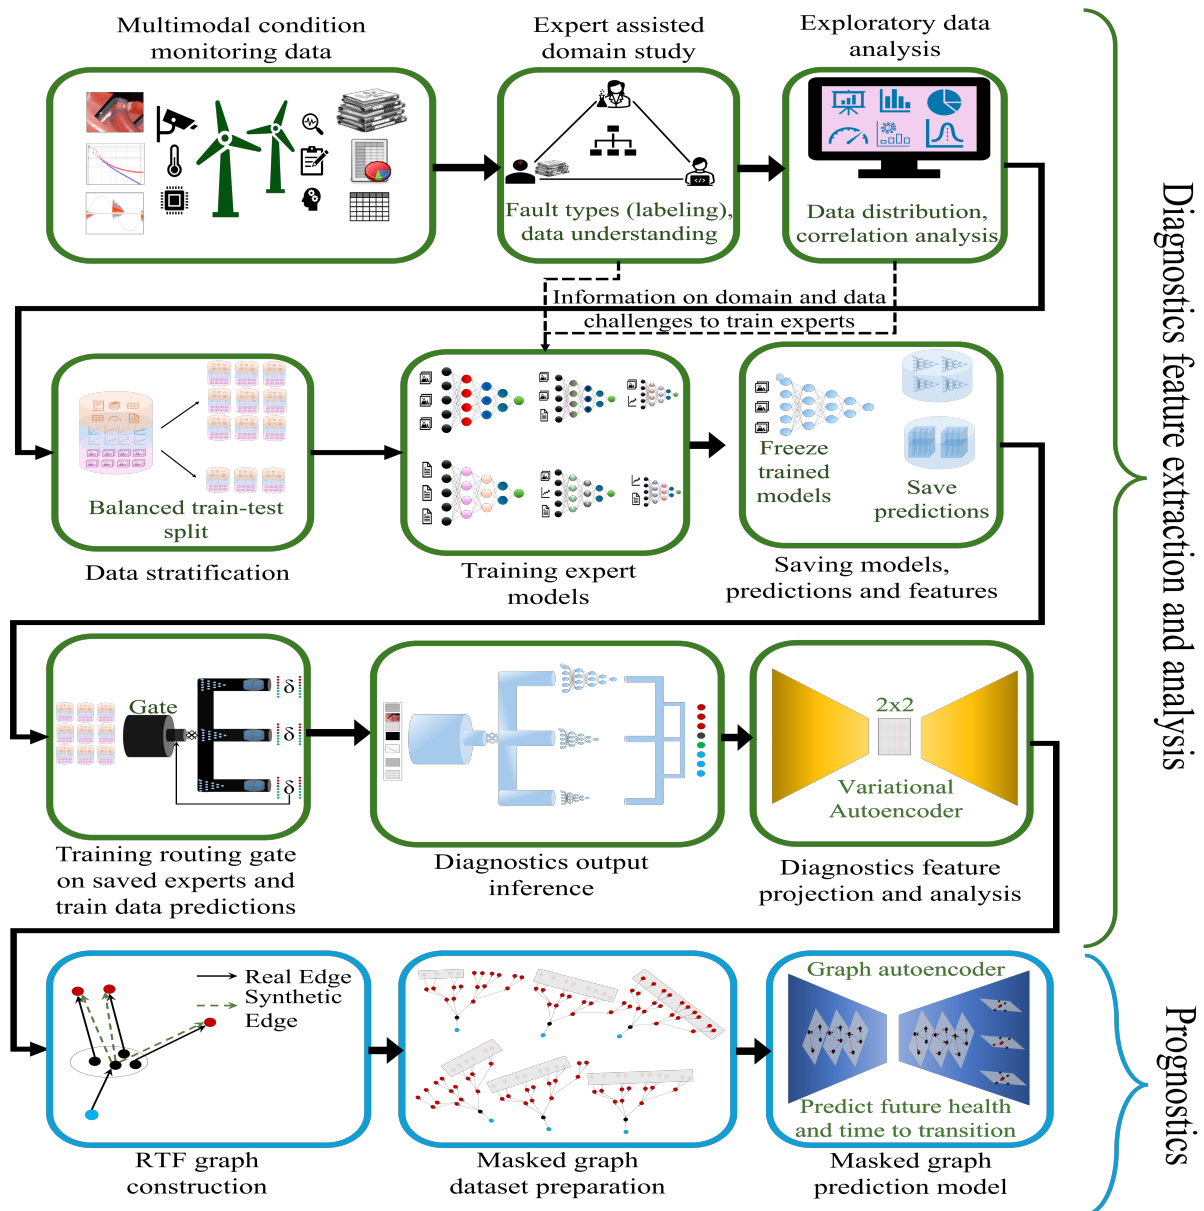 Multimodal condition
monitoring data
Expert assisted
domain study
Exploratory data
analysis
Fault types (labeling),
data understanding
Data distribution,
correlation analysis
Information on domain and data
challenges to train experts
Balanced train-test
split
Data stratification
Training expert
models
Freeze
trained
models
Save
predictions
Saving models,
predictions and features
Gate
δ
δ
δ
Training routing gate
on saved experts and
train data predictions
Diagnostics output
inference
2x2
Variational
Autoencoder
Diagnostics feature
projection and analysis
Diagnostics feature extraction and analysis
Real Edge
Synthetic
Edge
RTF graph
construction
Masked graph
dataset preparation
Graph autoencoder
Predict future health
and time to transition
Masked graph
prediction model
Prognostics